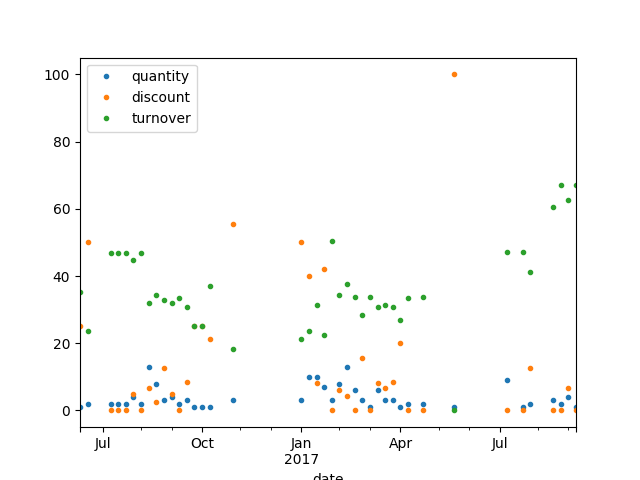 100
80
60
40
20
0
quantity
discount
turnover
Jul
Oct
Jan
Apr
Jul
2017
date